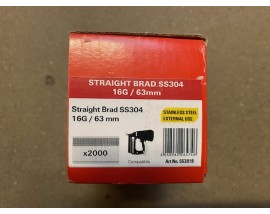 STRAIGHT BRAD SS304
16G / 63mm
Straight Brad SS304
16G / 63 mm
STAINLESS STEEL
EXTERNAL USE
x2000
Compatible